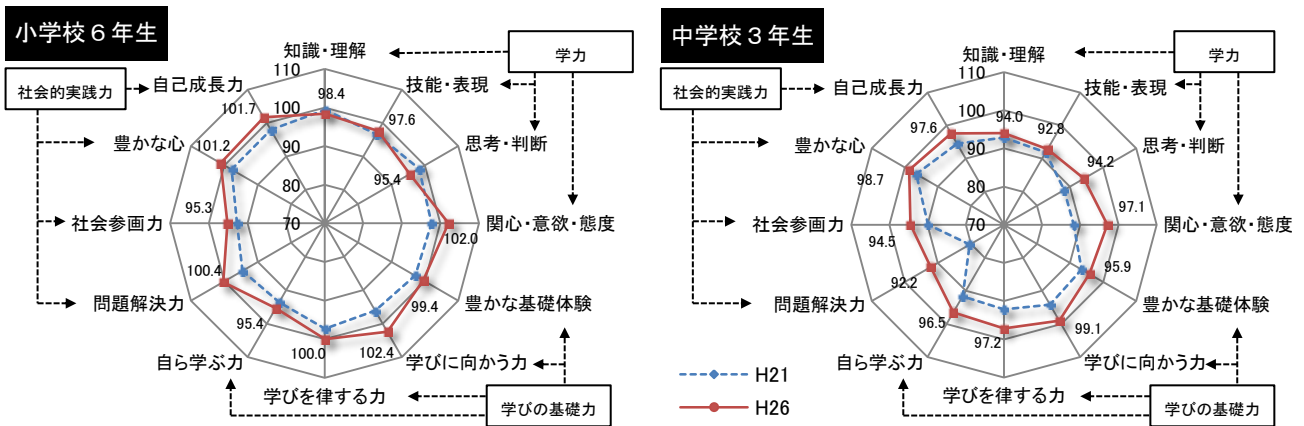 小学校６年生
学力
社会的実践力
知識・理解
技能・表現
思考・判断
関心・意欲・態度
豊かな基礎体験
学びに向かう力
学びを律する力
自ら学ぶ力
問題解決力
社会参画力
豊かな心
自己成長力
110
100
90
80
70
98.4
97.6
95.4
102.0
99.4
102.4
100.0
95.4
100.4
95.3
101.2
101.7
学びの基礎力
中学校３年生
学力
社会的実践力
知識・理解
技能・表現
思考・判断
関心・意欲・態度
豊かな基礎体験
学びに向かう力
学びを律する力
自ら学ぶ力
問題解決力
社会参画力
豊かな心
自己成長力
110
100
90
80
70
94.0
92.8
94.2
97.1
95.9
99.1
97.2
96.5
92.2
94.5
98.7
97.6
学びの基礎力
H21
H26